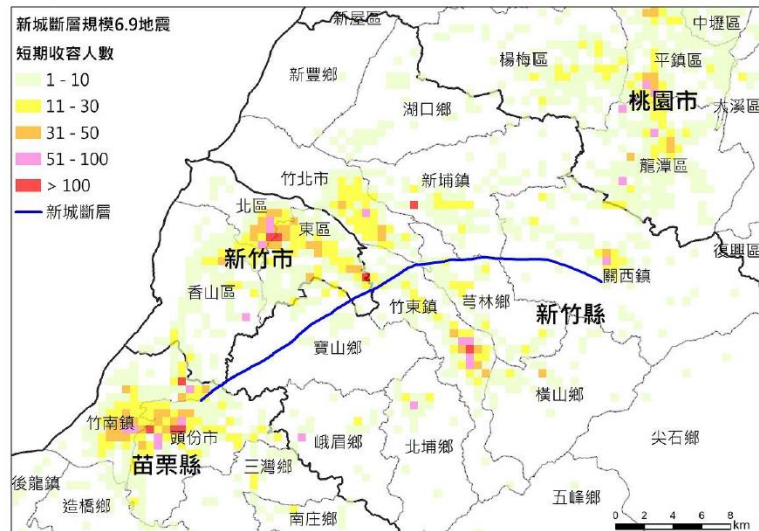 新城斷層規模6.9地震
短期收容人數
1 - 10
11 - 30
31 - 50
51 - 100
> 100
新城斷層
新屋區
中壢區
楊梅區
平鎮區
新豐鄉
桃園市
湖口鄉
大溪區
龍潭區
竹北市
新埔鎮
北區
東區
復興區
新竹市
關西鎮
香山區
竹東鎮
芎林鄉
新竹縣
寶山鄉
橫山鄉
竹南鎮
頭份市
峨眉鄉
北埔鄉
尖石鄉
苗栗縣
三灣鄉
後龍鎮
造橋鄉
五峰鄉
南庄鄉
0 2 4 6 8
km